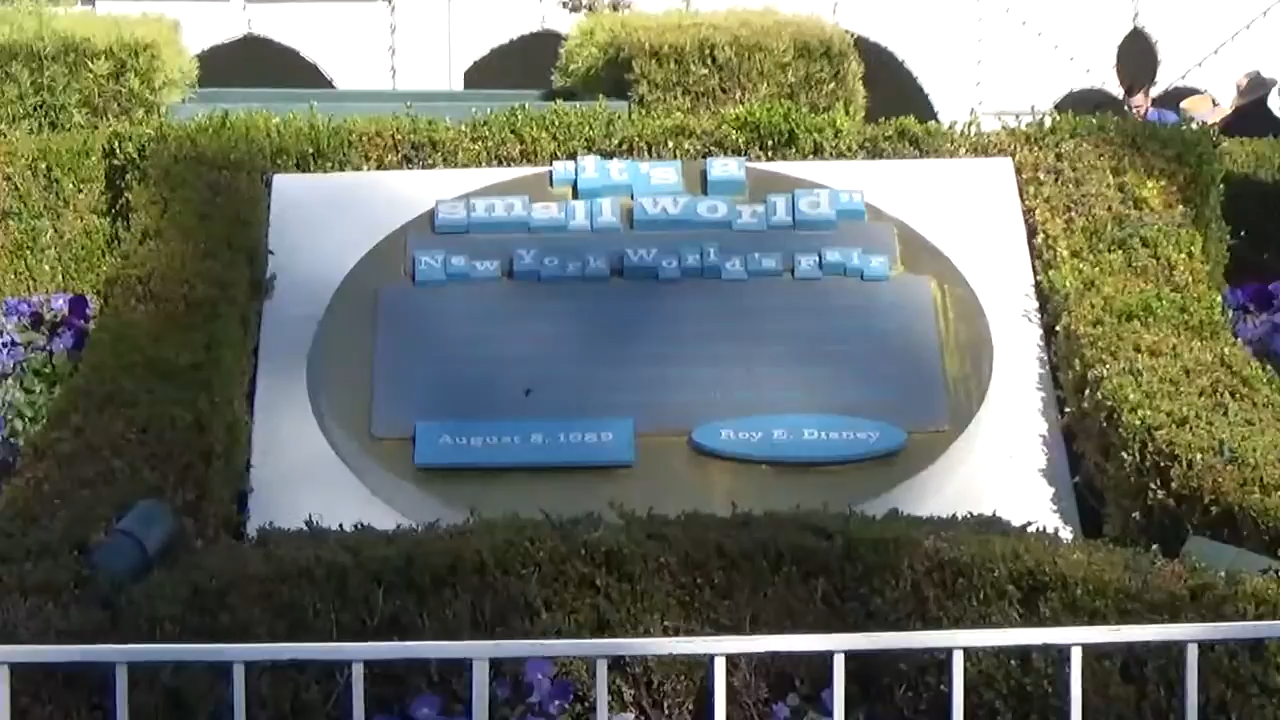 "it's a
small world"
New York World's Fair
August 8, 1989
Roy E. Disney